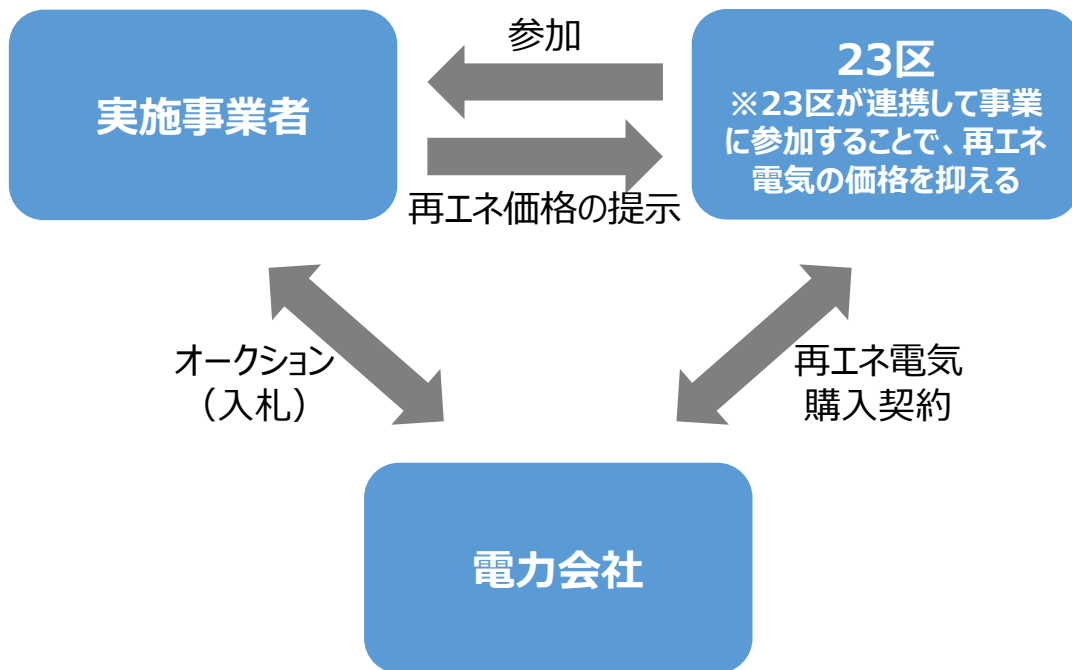 参加
実施事業者
23区
※23区が連携して事業
に参加することで、再エネ
電気の価格を抑える
再エネ価格の提示
オークション
（入札）
再エネ電気
購入契約
電力会社